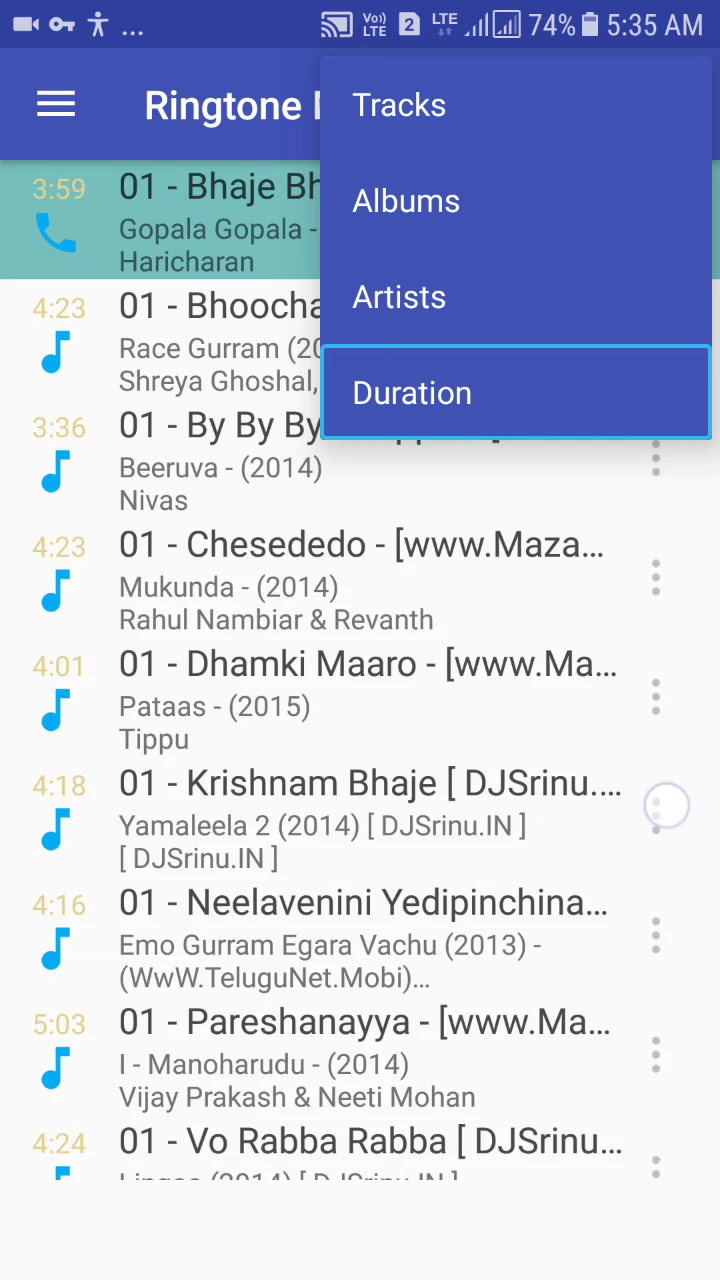 ... Vo)) LTE 2 LTE 74% 5:35 AM
Ringtone
Tracks
Albums
Artists
Duration
3:59 01 - Bhaje
Gopala Gopala -
Haricharan
4:23
Race Gurram
Shreya Ghoshal,
3:36 01 - By By
Beeruva - (2014)
Nivas
4:23 01 - Chesededo - [www.Maza...
Mukunda - (2014)
Rahul Nambiar & Revanth
4:01 01 - Dhamki Maaro - [www.Ma...
Pataas - (2015)
Tippu
4:18 01 - Krishnam Bhaje [ DJSrinu....
Yamaleela 2 (2014) [ DJSrinu.IN ]
[ DJSrinu.IN ]
4:16 01 - Neelavenini Yedipinchina...
Emo Gurram Egara Vachu (2013) -
(WwW.TeluguNet.Mobi)...
5:03 01 - Pareshanayya - [www.Ma...
I - Manoharudu - (2014)
Vijay Prakash & Neeti Mohan
4:24 01 - Vo Rabba Rabba [ DJSrinu...